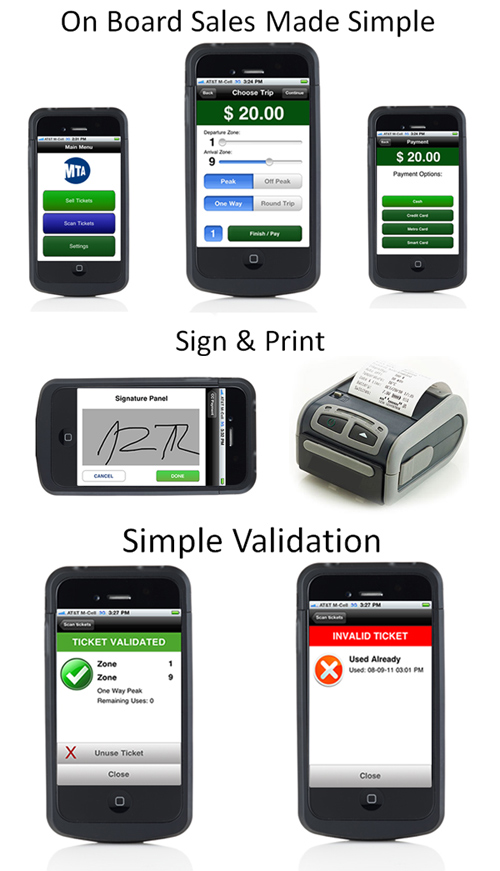 On Board Sales Made Simple
AT&T M-Cell 3G 3:24 PM
Back Choose Trip Continue
$ 20.00
Departure Zone:
1
Arrival Zone:
9
Peak Off Peak
One Way Round Trip
1 Finish / Pay
Main Menu
MTA
Sell Tickets
Scan Tickets
Settings
Payment
$ 20.00
Payment Options:
Cash
Credit Card
Metro Card
Smart Card
Sign & Print
Signature Panel
CANCEL DONE
Simple Validation
AT&T M-Cell 3G 3:27 PM
Scan tickets
TICKET VALIDATED
Zone 1
Zone 9
One Way Peak
Remaining Uses: 0
X Unuse Ticket
Close
AT&T M-Cell 3G 3:27 PM
Scan tickets
INVALID TICKET
Used Already
Used: 08-09-11 03:01 PM
Close